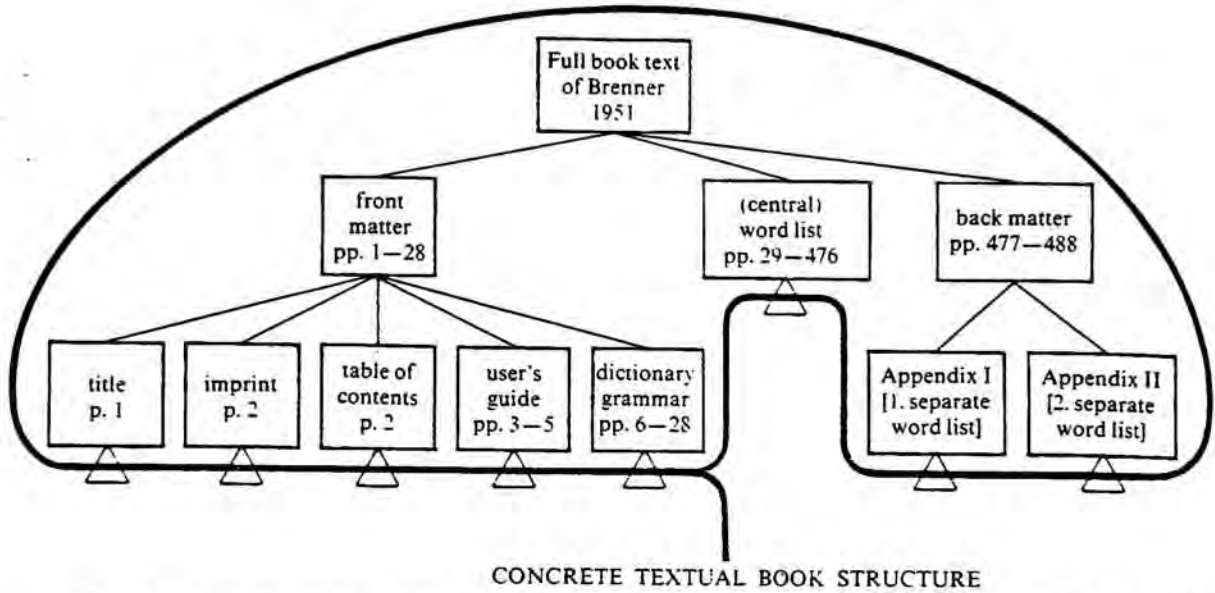 Full book text
of Brenner
1951
front
matter
pp. 1—28
(central)
word list
pp. 29—476
back matter
pp. 477—488
title
p. 1
imprint
p. 2
table of
contents
p. 2
user's
guide
pp. 3—5
dictionary
grammar
pp. 6—28
Appendix I
[1. separate
word list]
Appendix II
[2. separate
word list]
CONCRETE TEXTUAL BOOK STRUCTURE